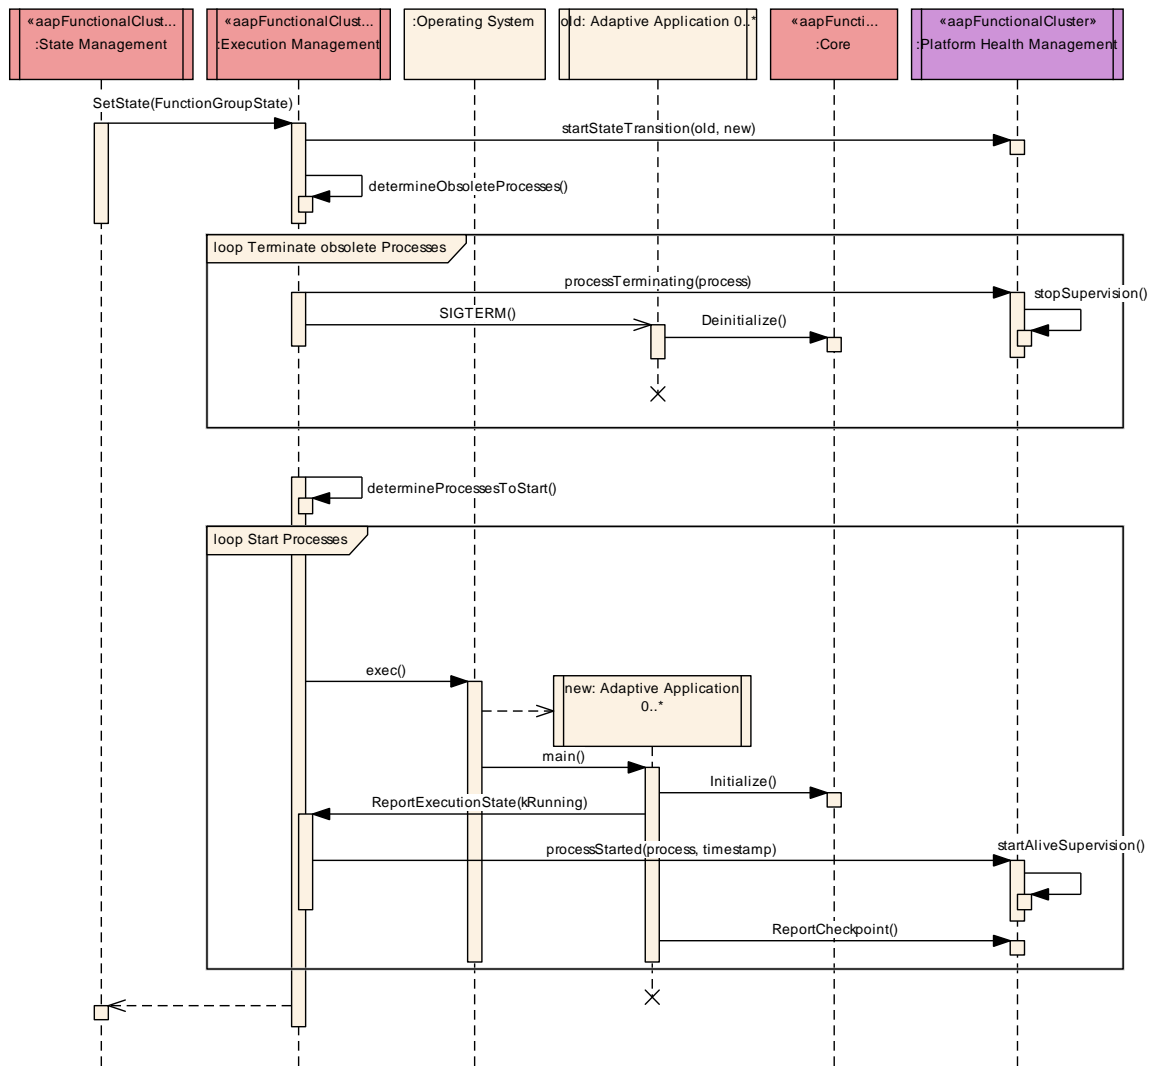 «aapFunctionalClust...
:State Management
«aapFunctionalClust...
:Execution Management
:Operating System
old: Adaptive Application 0..*
«aapFuncti...
:Core
«aapFunctionalCluster»
:Platform Health Management
SetState(FunctionGroupState)
startStateTransition(old, new)
determineObsoleteProcesses()
loop Terminate obsolete Processes
processTerminating(process)
stopSupervision()
SIGTERM()
Deinitialize()
determineProcessesToStart()
loop Start Processes
exec()
new: Adaptive Application
0..*
main()
Initialize()
ReportExecutionState(kRunning)
processStarted(process, timestamp)
startAliveSupervision()
ReportCheckpoint()